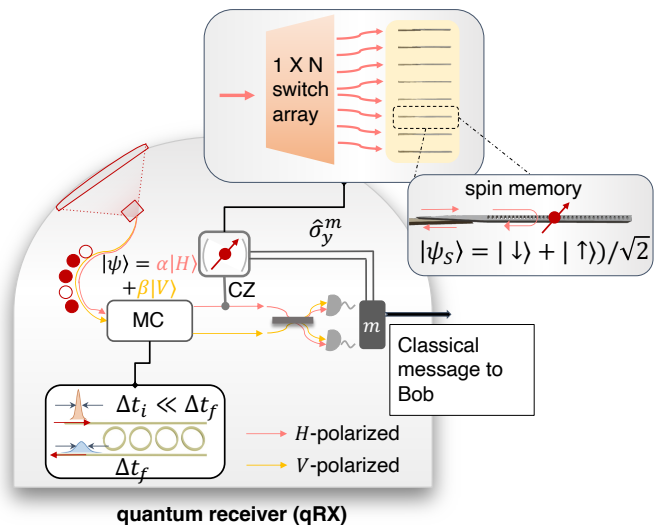 1 X N
switch
array
spin memory
|ψ_S⟩ = | ↓⟩ + | ↑⟩)/√2
σ̂_y^m
|ψ⟩ = α|H⟩
+β|V⟩
CZ
MC
m
Classical
message to
Bob
Δt_i ≪ Δt_f
Δt_f
H-polarized
V-polarized
quantum receiver (qRX)